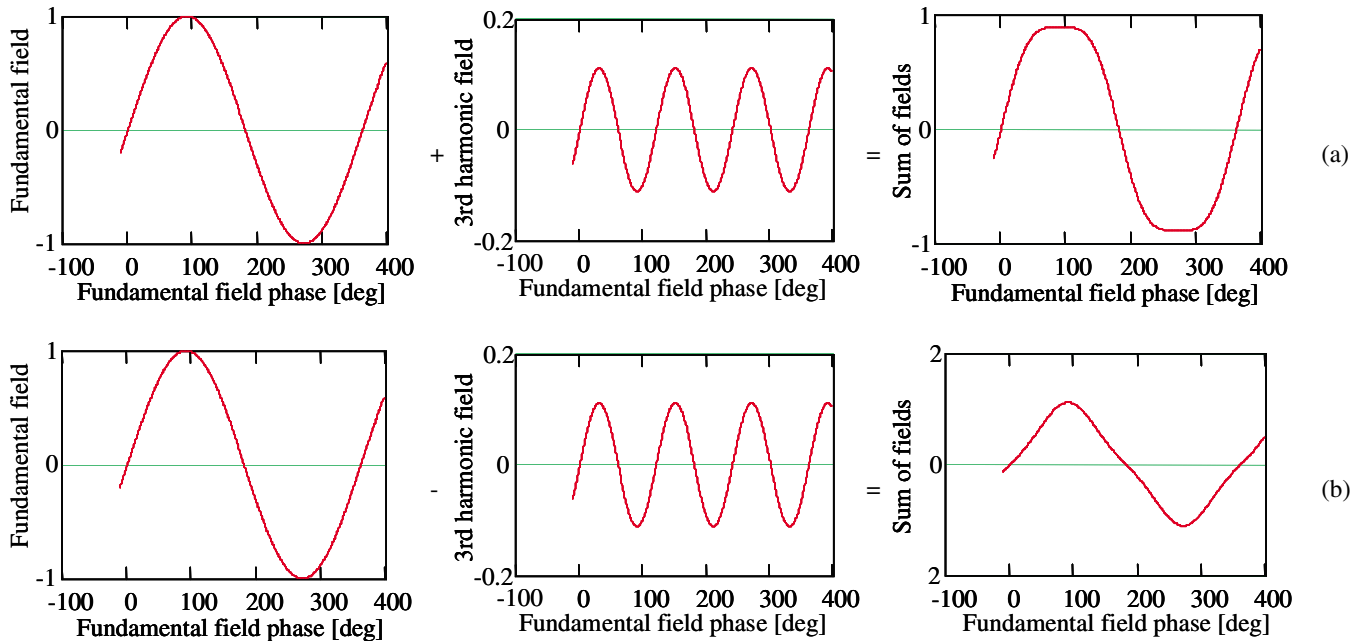 1
0
-1
Fundamental field
-100 0 100 200 300 400
Fundamental field phase [deg]
+
0.2
0
-0.2
3rd harmonic field
-100 0 100 200 300 400
Fundamental field phase [deg]
=
1
0
-1
Sum of fields
-100 0 100 200 300 400
Fundamental field phase [deg]
(a)
1
0
-1
Fundamental field
-100 0 100 200 300 400
Fundamental field phase [deg]
-
0.2
0
-0.2
3rd harmonic field
-100 0 100 200 300 400
Fundamental field phase [deg]
=
2
0
2
Sum of fields
-100 0 100 200 300 400
Fundamental field phase [deg]
(b)